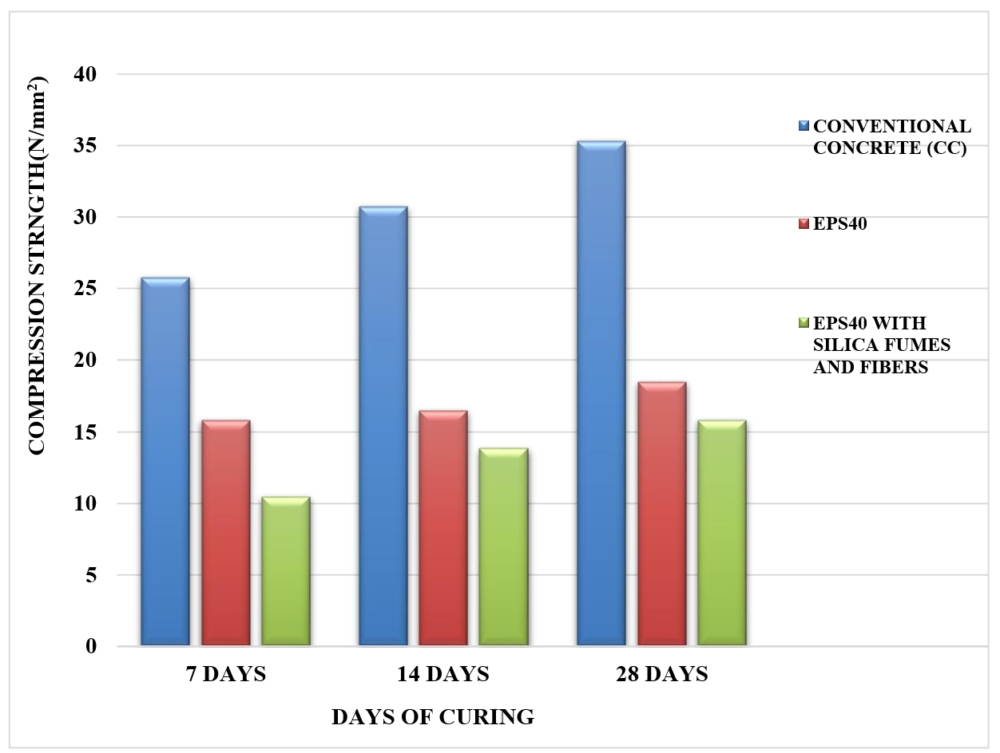 COMPRESSION STRNGTH(N/mm²)
40
35
30
25
20
15
10
5
0
7 DAYS
14 DAYS
28 DAYS
DAYS OF CURING
CONVENTIONAL
CONCRETE (CC)
EPS40
EPS40 WITH
SILICA FUMES
AND FIBERS